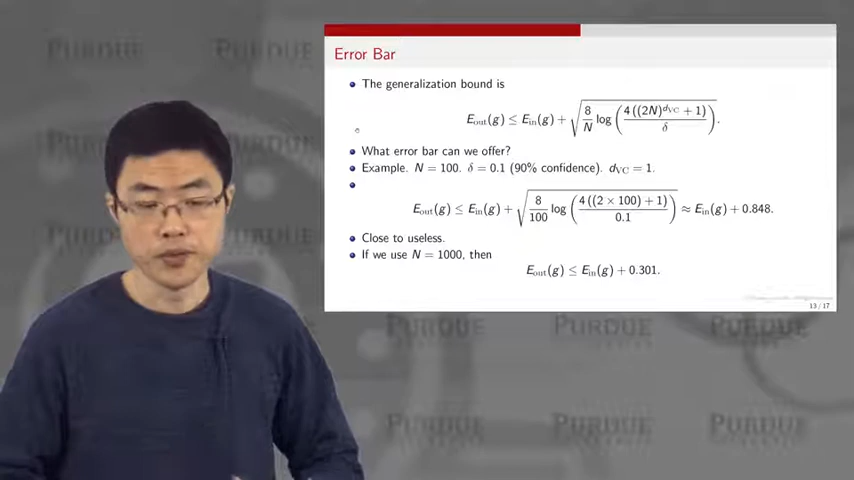 PURDUE
PURDUE
Error Bar
The generalization bound is
E_out(g) ≤ E_in(g) + √(8/N log(4((2N)^{d_VC} + 1)/δ)).
What error bar can we offer?
Example. N = 100. δ = 0.1 (90% confidence). d_VC = 1.
E_out(g) ≤ E_in(g) + √(8/100 log(4((2 × 100) + 1)/0.1)) ≈ E_in(g) + 0.848.
Close to useless.
If we use N = 1000, then
E_out(g) ≤ E_in(g) + 0.301.
13 / 17
PURDUE PURDUE PURDUE
PURDUE PURDUE PURDUE